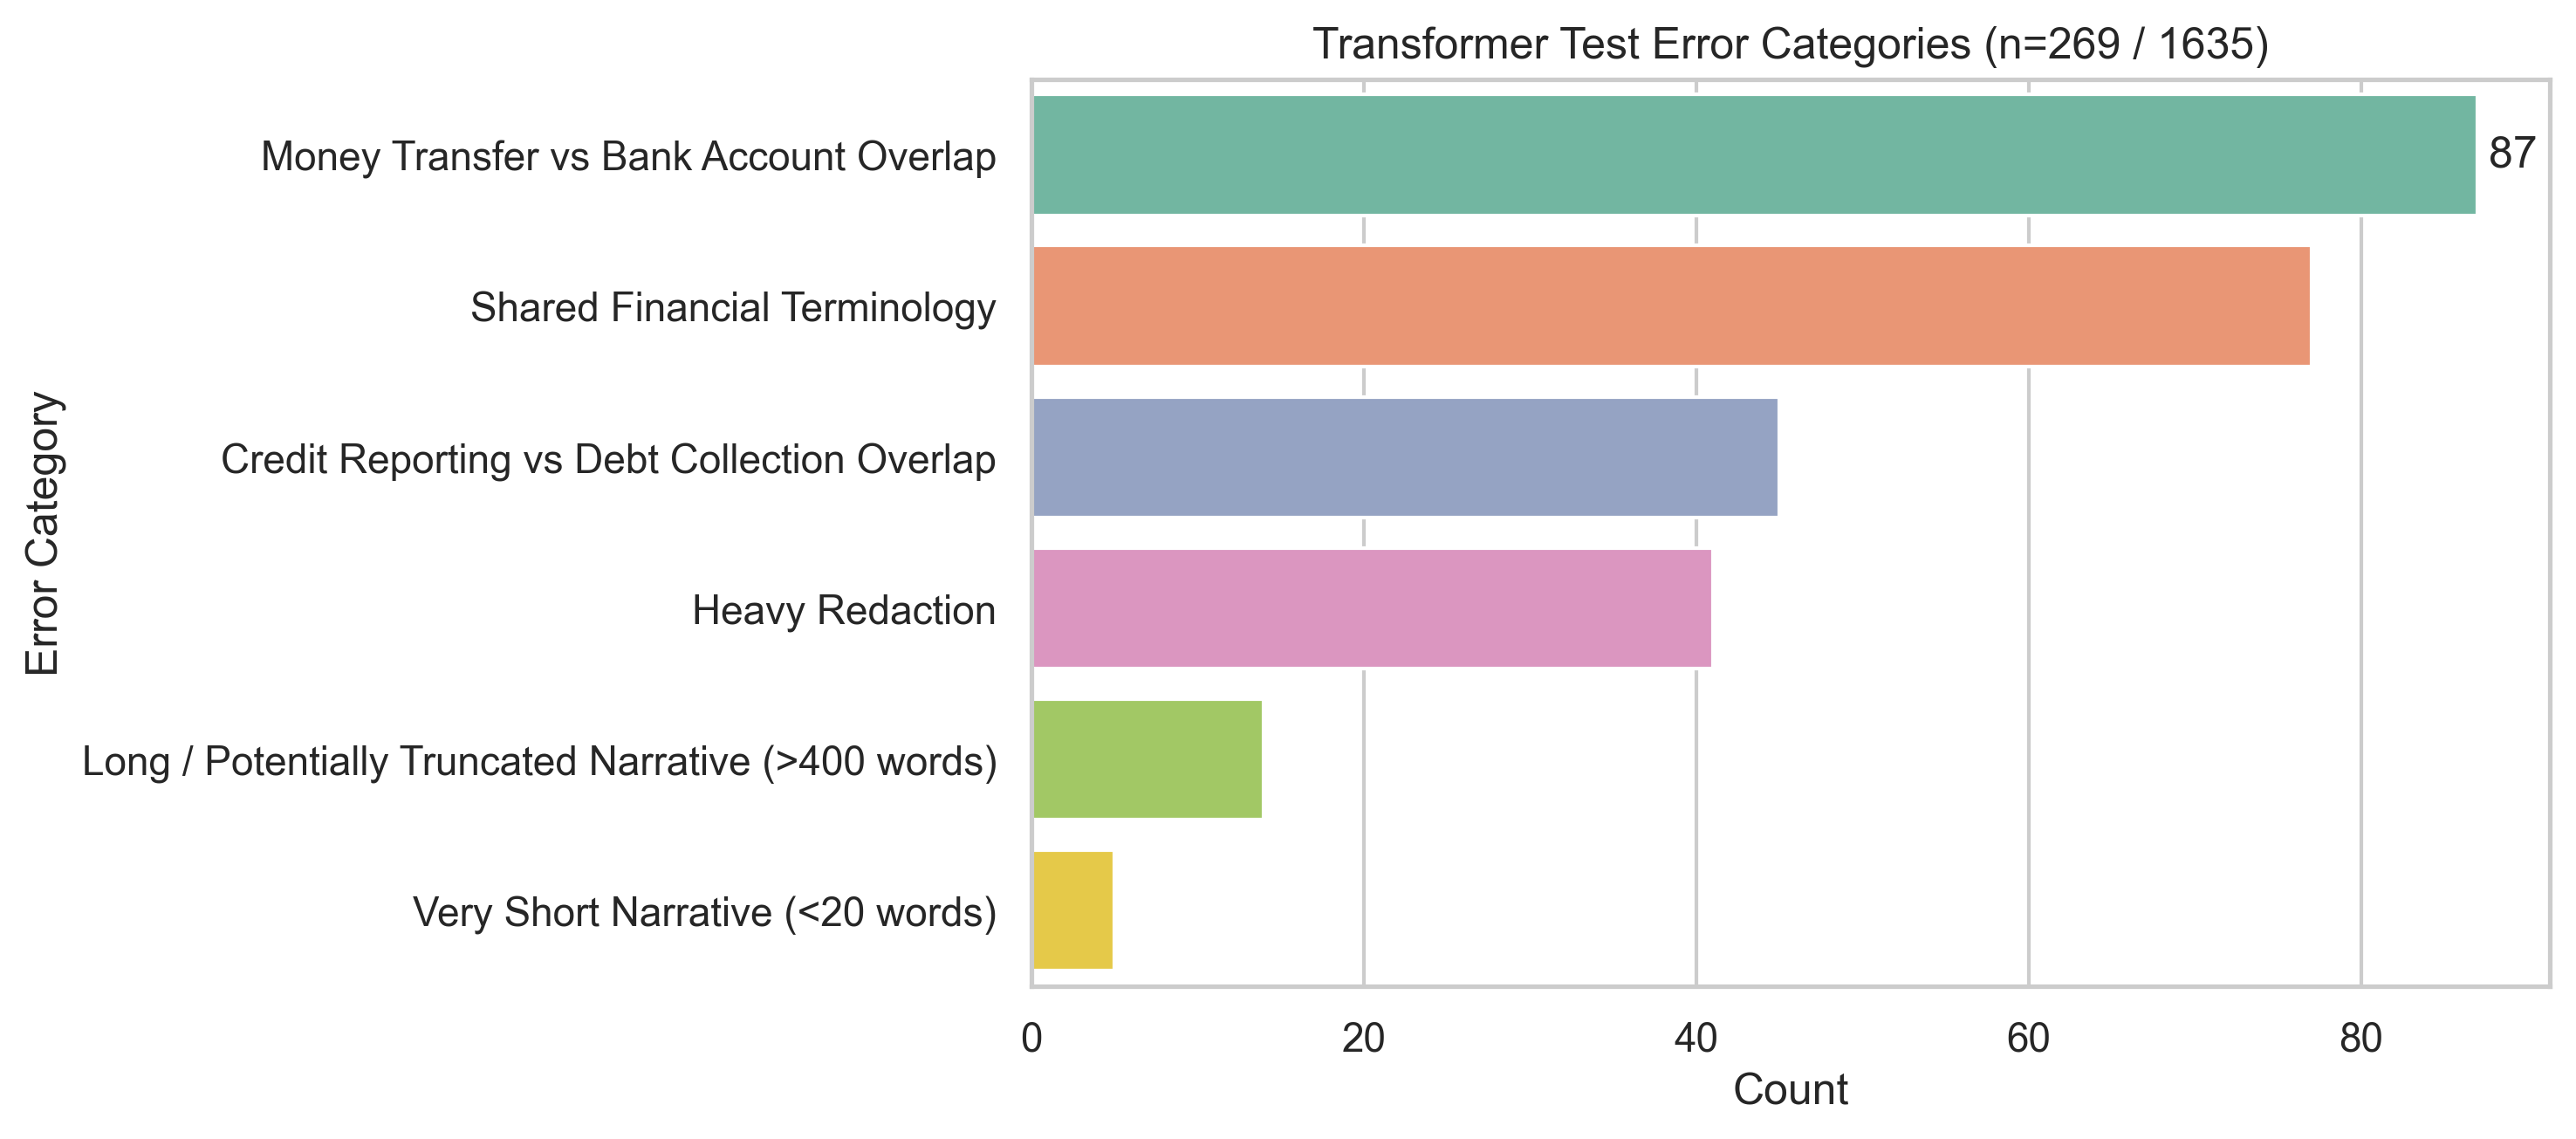 Transformer Test Error Categories (n=269 / 1635)
Money Transfer vs Bank Account Overlap
87
Shared Financial Terminology
Credit Reporting vs Debt Collection Overlap
Heavy Redaction
Long / Potentially Truncated Narrative (>400 words)
Very Short Narrative (<20 words)
Error Category
0 20 40 60 80
Count